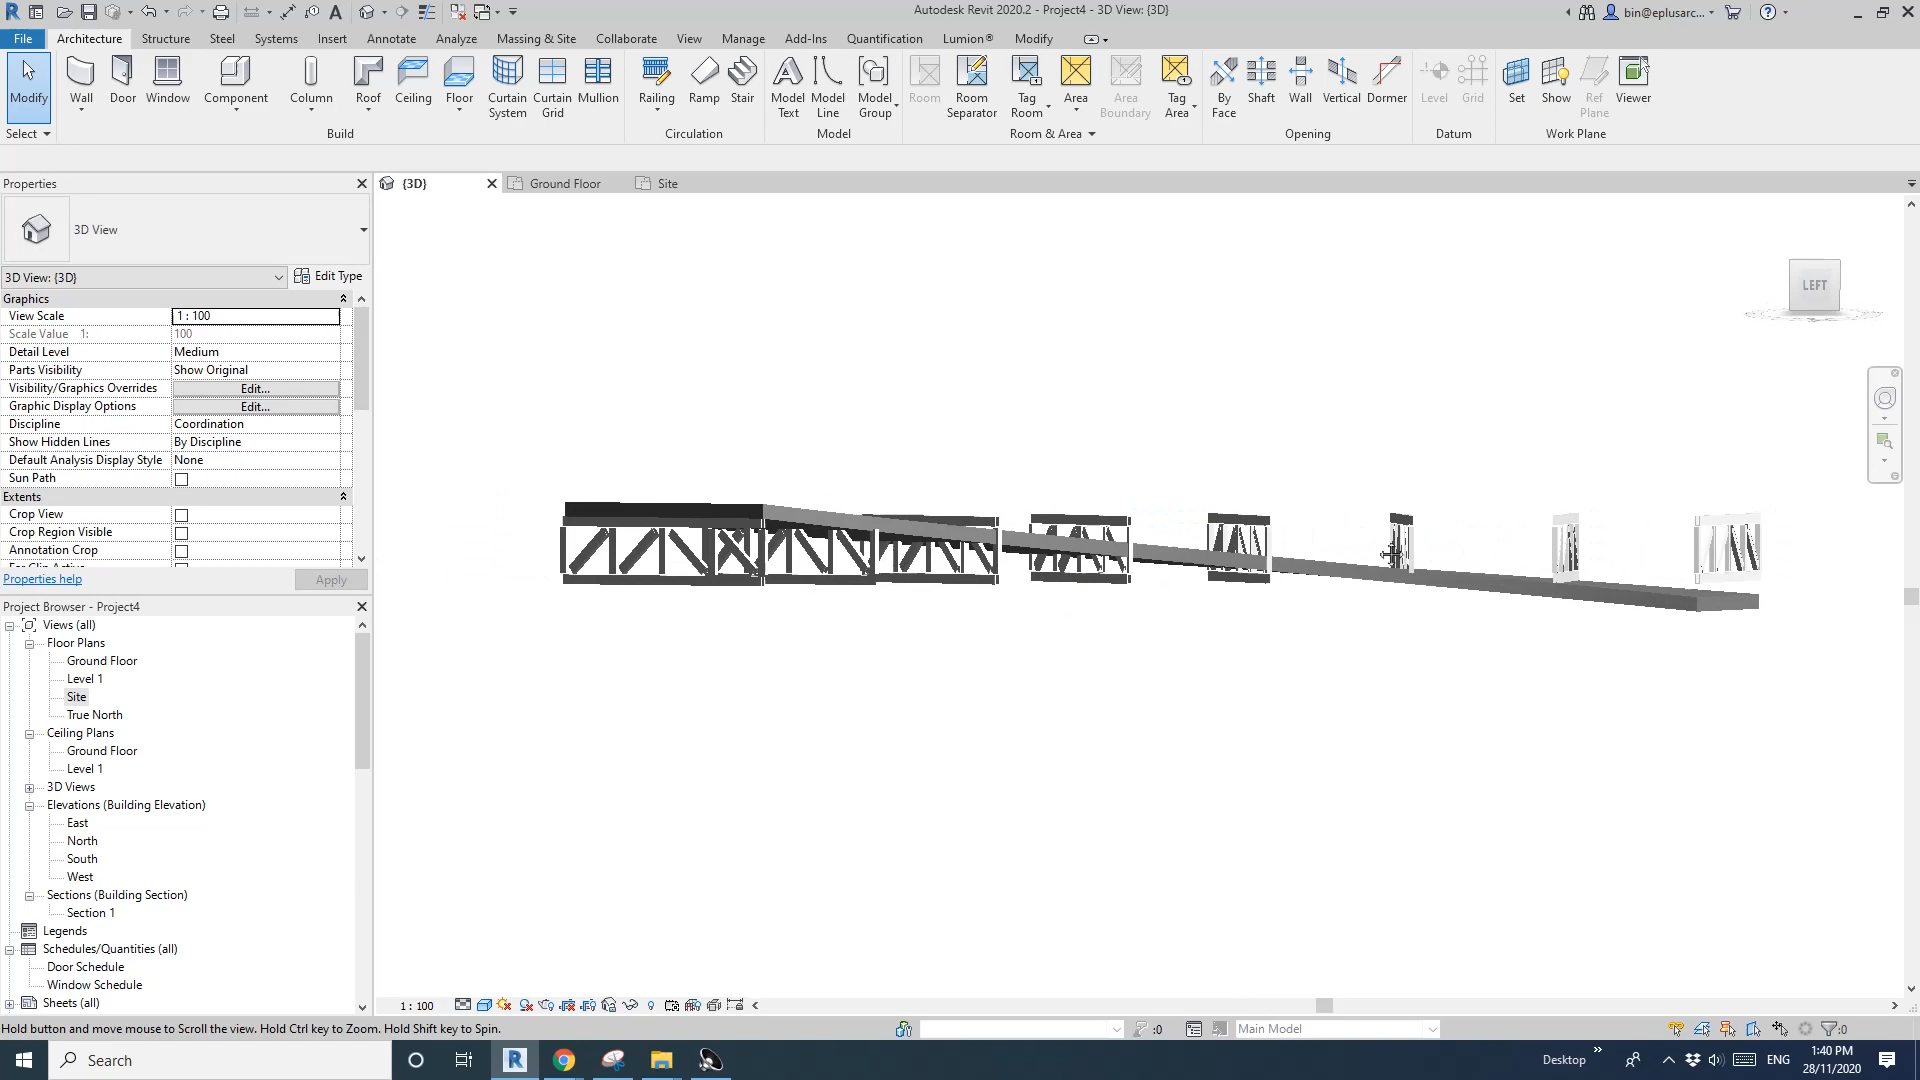 Autodesk Revit 2020.2 - Project4 - 3D View: {3D}
bin@eplusarc...
File
Architecture
Structure
Steel
Systems
Insert
Annotate
Analyze
Massing & Site
Collaborate
View
Manage
Add-Ins
Quantification
Lumion®
Modify
Modify
Wall
Door
Window
Component
Column
Roof
Ceiling
Floor
Curtain System
Curtain Grid
Mullion
Railing
Ramp
Stair
Model Text
Model Line
Model Group
Room
Room Separator
Tag Room
Area
Area Boundary
Tag Area
By Face
Shaft
Wall
Vertical
Dormer
Level
Grid
Set
Show
Ref Plane
Viewer
Select
Build
Circulation
Model
Room & Area
Opening
Datum
Work Plane
Properties
{3D}
Ground Floor
Site
3D View
3D View: {3D}
Edit Type
Graphics
View Scale
1 : 100
Scale Value 1:
100
Detail Level
Medium
Parts Visibility
Show Original
Visibility/Graphics Overrides
Edit...
Graphic Display Options
Edit...
Discipline
Coordination
Show Hidden Lines
By Discipline
Default Analysis Display Style
None
Sun Path
Extents
Crop View
Crop Region Visible
Annotation Crop
Far Clip Active
Properties help
Apply
LEFT
Project Browser - Project4
Views (all)
Floor Plans
Ground Floor
Level 1
Site
True North
Ceiling Plans
Ground Floor
Level 1
3D Views
Elevations (Building Elevation)
East
North
South
West
Sections (Building Section)
Section 1
Legends
Schedules/Quantities (all)
Door Schedule
Window Schedule
Sheets (all)
1 : 100
Hold button and move mouse to Scroll the view. Hold Ctrl key to Zoom. Hold Shift key to Spin.
:0
Main Model
:0
Search
Desktop
ENG
1:40 PM
28/11/2020